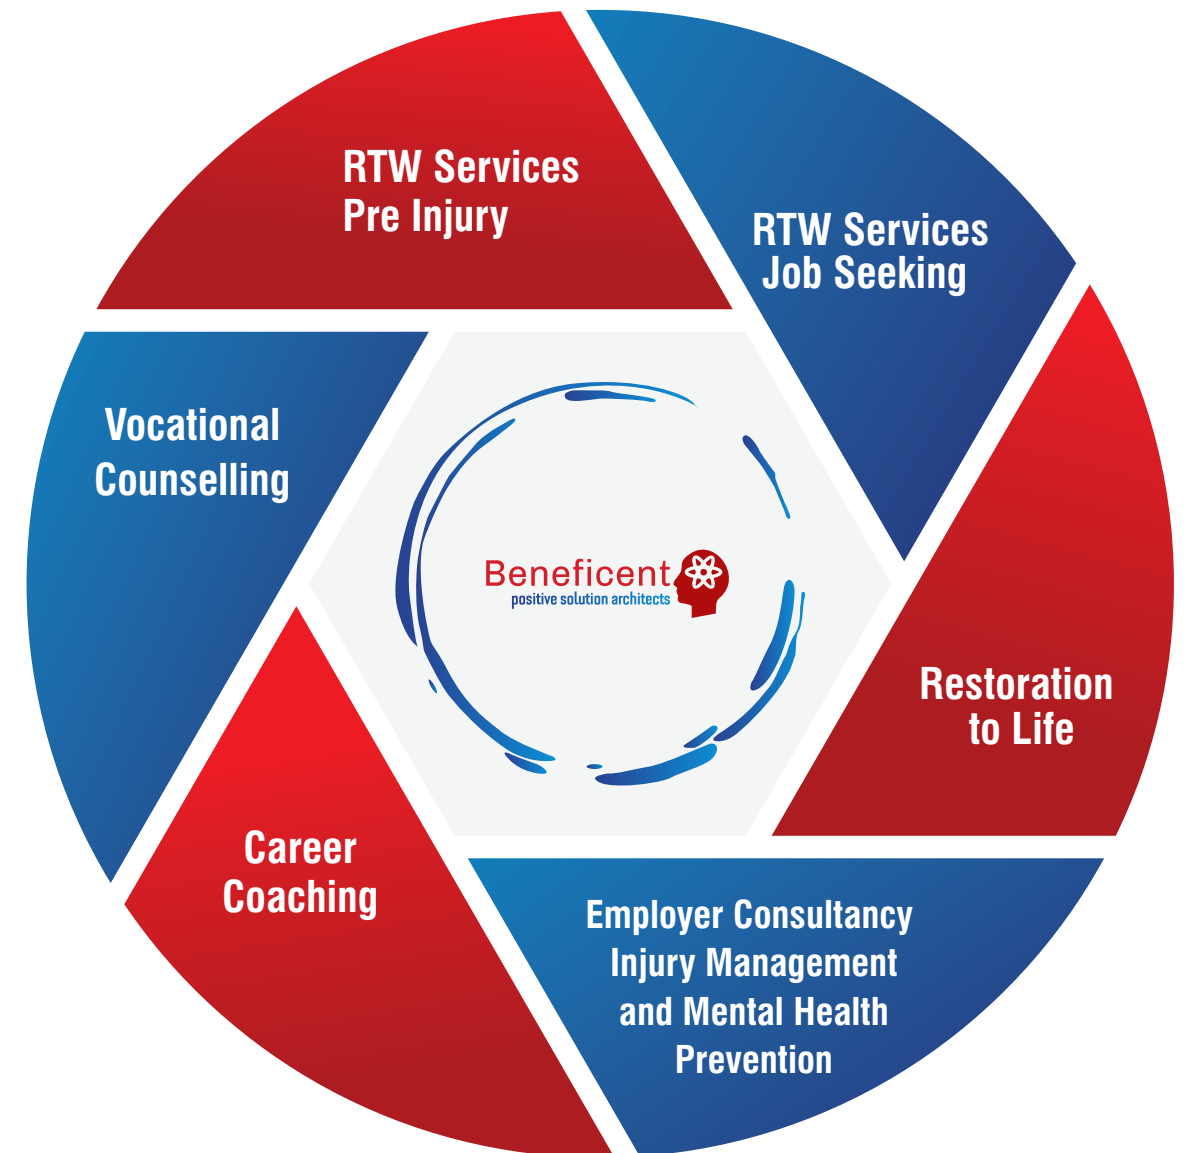 RTW Services
Pre Injury
RTW Services
Job Seeking
Vocational
Counselling
Beneficent
positive solution architects
Restoration
to Life
Career
Coaching
Employer Consultancy
Injury Management
and Mental Health
Prevention